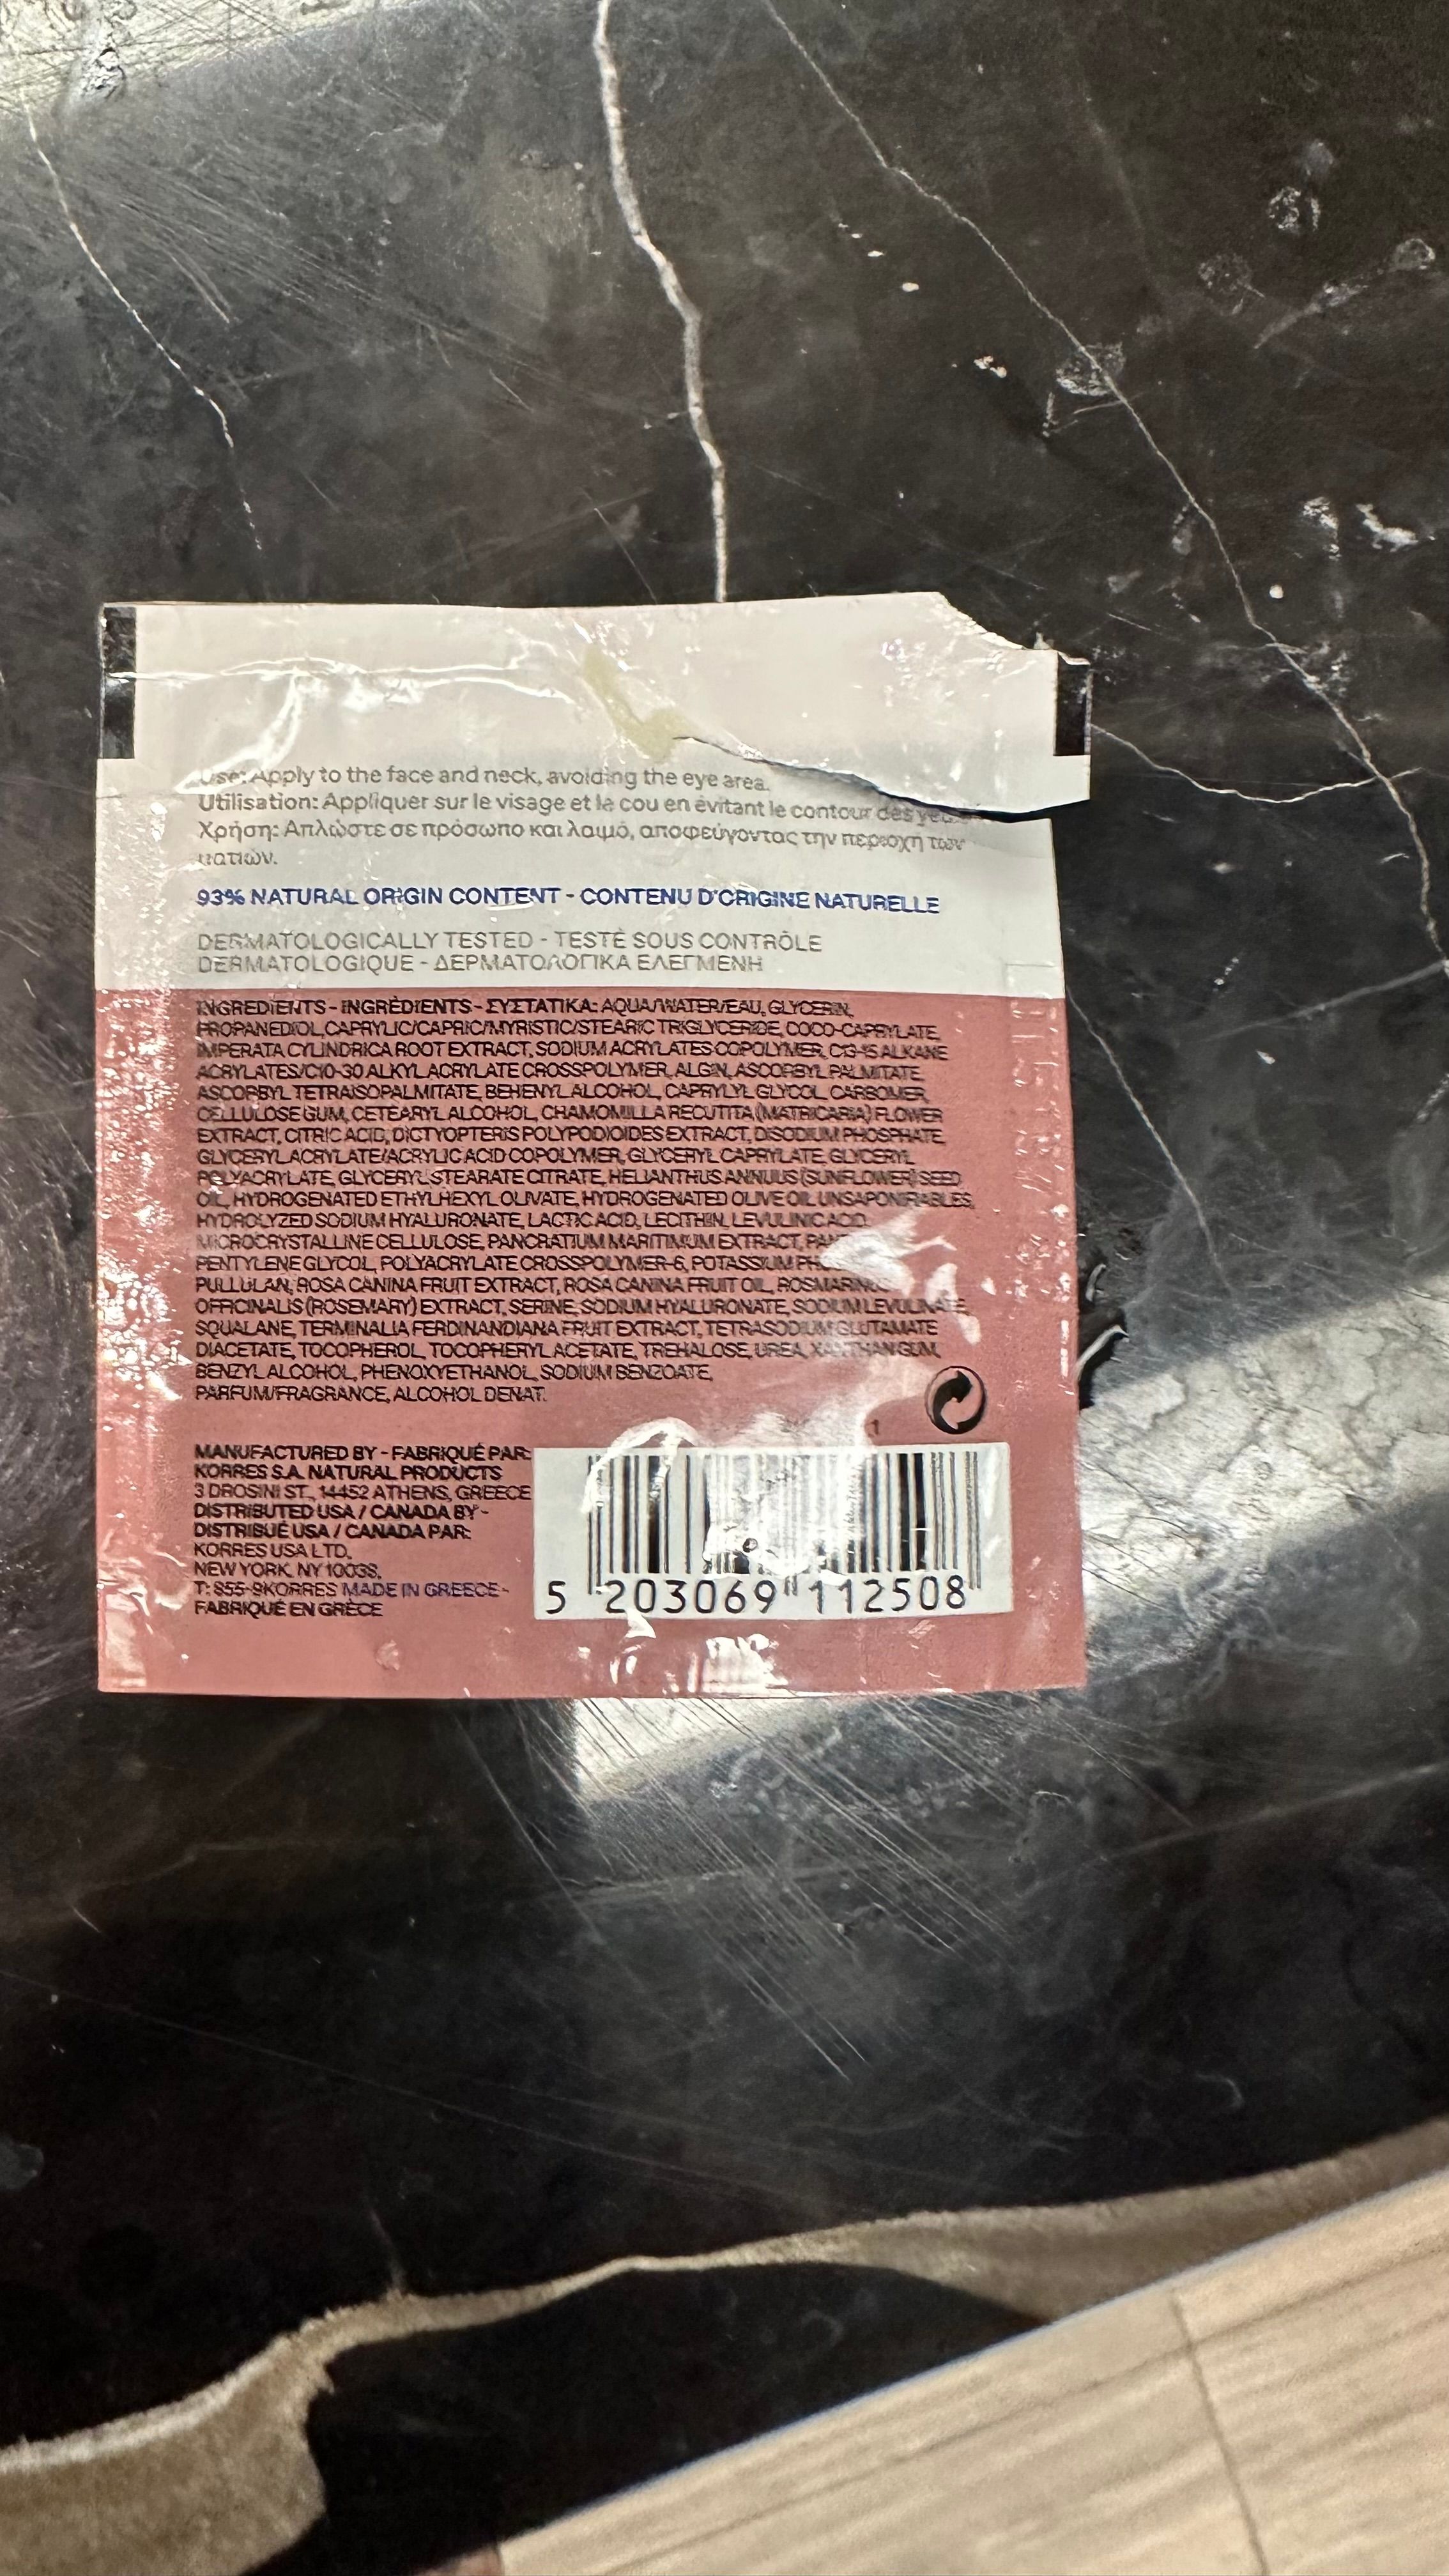 Use: Apply to the face and neck, avoiding the eye area.
Utilisation: Appliquer sur le visage et le cou en évitant le contour des
Χρήση: Απλώστε σε πρόσωπο και λαιμό, αποφεύγοντας την περιοχή των
ματιών.
93% NATURAL ORIGIN CONTENT - CONTENU D'ORIGINE NATURELLE
DERMATOLOGICALLY TESTED - TESTÉ SOUS CONTRÔLE
DERMATOLOGIQUE - ΔΕΡΜΑΤΟΛΟΓΙΚΑ ΕΛΕΓΜΕΝΗ
INGREDIENTS - INGRÉDIENTS - ΣΥΣΤΑΤΙΚΑ: AQUA/WATER/EAU, GLYCERIN,
PROPANEDIOL, CAPRYLIC/CAPRIC/MYRISTIC/STEARIC TRIGLYCERIDE, COCO-CAPRYLATE,
IMPERATA CYLINDRICA ROOT EXTRACT, SODIUM ACRYLATES COPOLYMER, C13-15 ALKANE
ACRYLATES/C10-30 ALKYL ACRYLATE CROSSPOLYMER, ALGIN, ASCORBYL PALMITATE,
ASCORBYL TETRAISOPALMITATE, BEHENYL ALCOHOL, CAPRYLYL GLYCOL, CARBOMER,
CELLULOSE GUM, CETEARYL ALCOHOL, CHAMOMILLA RECUTITA (MATRICARIA) FLOWER
EXTRACT, CITRIC ACID, DICTYOPTERIS POLYPODIOIDES EXTRACT, DISODIUM PHOSPHATE,
GLYCERYL ACRYLATE/ACRYLIC ACID COPOLYMER, GLYCERYL CAPRYLATE, GLYCERYL
POLYACRYLATE, GLYCERYL STEARATE CITRATE, HELIANTHUS ANNUUS (SUNFLOWER) SEED
OIL, HYDROGENATED ETHYLHEXYL OLIVATE, HYDROGENATED OLIVE OIL UNSAPONIFIABLES,
HYDROLYZED SODIUM HYALURONATE, LACTIC ACID, LECITHIN, LEVULINIC ACID,
MICROCRYSTALLINE CELLULOSE, PANCRATIUM MARITIMUM EXTRACT,
PENTYLENE GLYCOL, POLYACRYLATE CROSSPOLYMER-6, POTASSIUM
PULLULAN, ROSA CANINA FRUIT EXTRACT, ROSA CANINA FRUIT OIL, ROSMARINUS
OFFICINALIS (ROSEMARY) EXTRACT, SERINE, SODIUM HYALURONATE, SODIUM LEVULINATE,
SQUALANE, TERMINALIA FERDINANDIANA FRUIT EXTRACT, TETRASODIUM GLUTAMATE
DIACETATE, TOCOPHEROL, TOCOPHERYL ACETATE, TREHALOSE, UREA, XANTHAN GUM,
BENZYL ALCOHOL, PHENOXYETHANOL, SODIUM BENZOATE,
PARFUM/FRAGRANCE, ALCOHOL DENAT.
1
MANUFACTURED BY - FABRIQUÉ PAR:
KORRES S.A. NATURAL PRODUCTS
3 DROSINI ST., 14452 ATHENS, GREECE
DISTRIBUTED USA / CANADA BY -
DISTRIBUÉ USA / CANADA PAR:
KORRES USA LTD.
NEW YORK, NY 10038,
T: 855-9KORRES MADE IN GREECE -
FABRIQUÉ EN GRÈCE
5 203069 112508